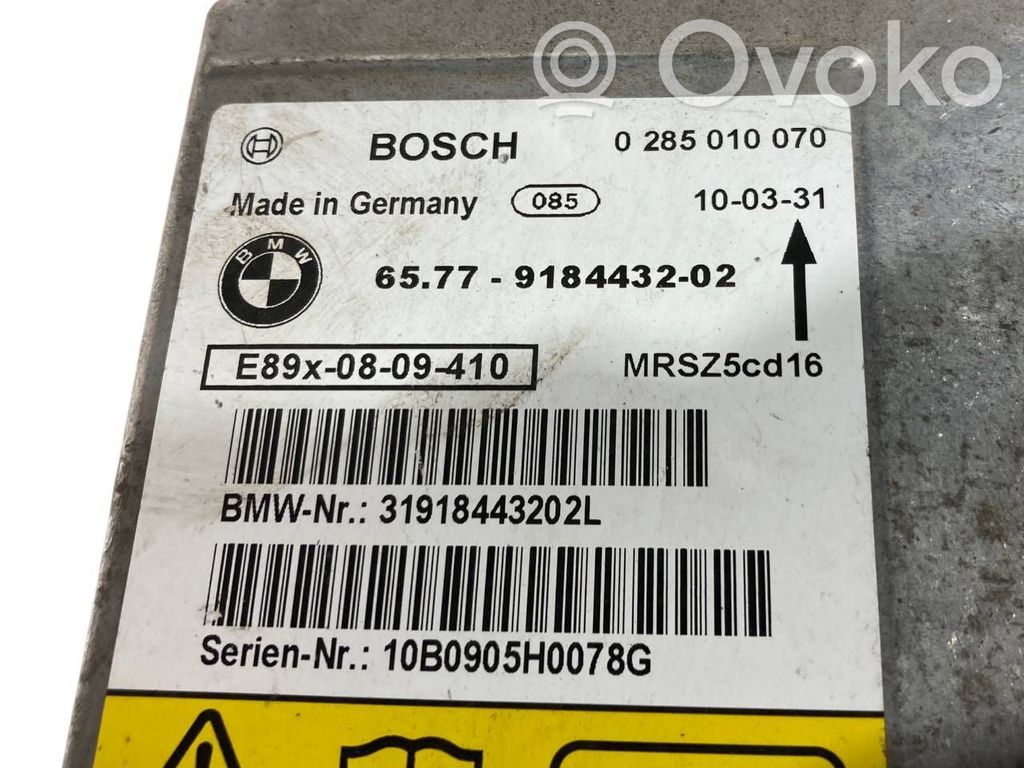 Ovoko
BOSCH 0 285 010 070
Made in Germany 085 10-03-31
BMW
65.77 - 9184432-02
E89x-08-09-410 MRSZ5cd16
BMW-Nr.: 31918443202L
Serien-Nr.: 10B0905H0078G